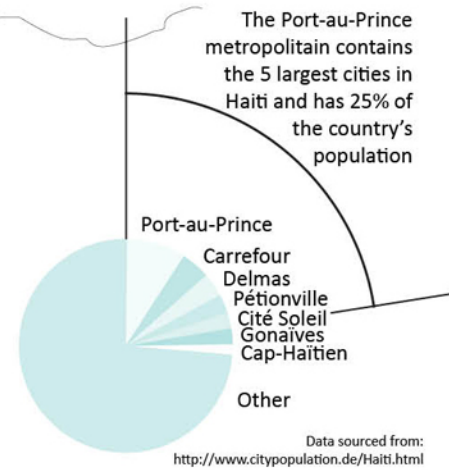 The Port-au-Prince
metropolitain contains
the 5 largest cities in
Haiti and has 25% of
the country's
population
Port-au-Prince
Carrefour
Delmas
Pétionville
Cité Soleil
Gonaïves
Cap-Haïtien
Other
Data sourced from:
http://www.citypopulation.de/Haiti.html